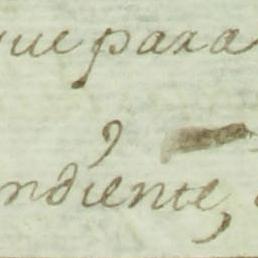 que para
ndiente,